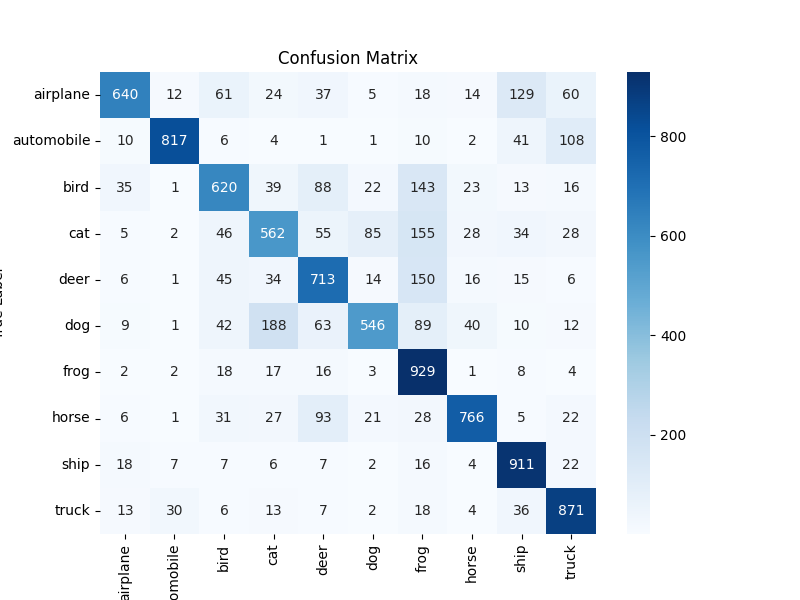 Confusion Matrix
airplane 640 12 61 24 37 5 18 14 129 60
automobile 10 817 6 4 1 1 10 2 41 108
bird 35 1 620 39 88 22 143 23 13 16
cat 5 2 46 562 55 85 155 28 34 28
deer 6 1 45 34 713 14 150 16 15 6
dog 9 1 42 188 63 546 89 40 10 12
frog 2 2 18 17 16 3 929 1 8 4
horse 6 1 31 27 93 21 28 766 5 22
ship 18 7 7 6 7 2 16 4 911 22
truck 13 30 6 13 7 2 18 4 36 871
airplane omobile bird cat deer dog frog horse ship truck
800
600
400
200